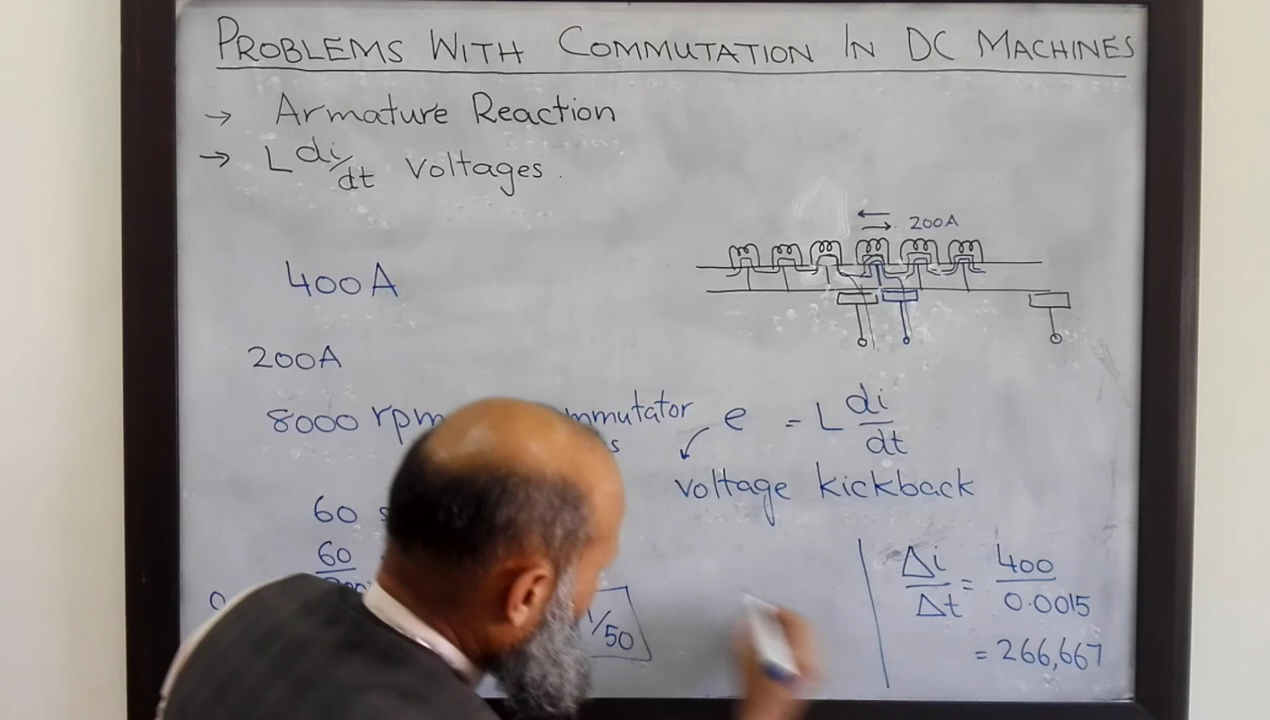 PROBLEMS WITH COMMUTATION IN DC MACHINES
→ Armature Reaction
→ L di/dt Voltages.
200A
400A
200A
8000 rpm
e = L di/dt
voltage kickback
60
60
1/50
Δi/Δt = 400/0.0015
= 266,667